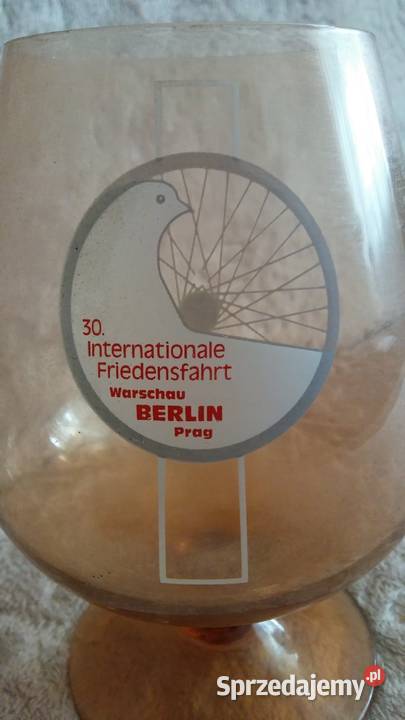 30.
Internationale
Friedensfahrt
Warschau
BERLIN
Prag
Sprzedajemy.pl